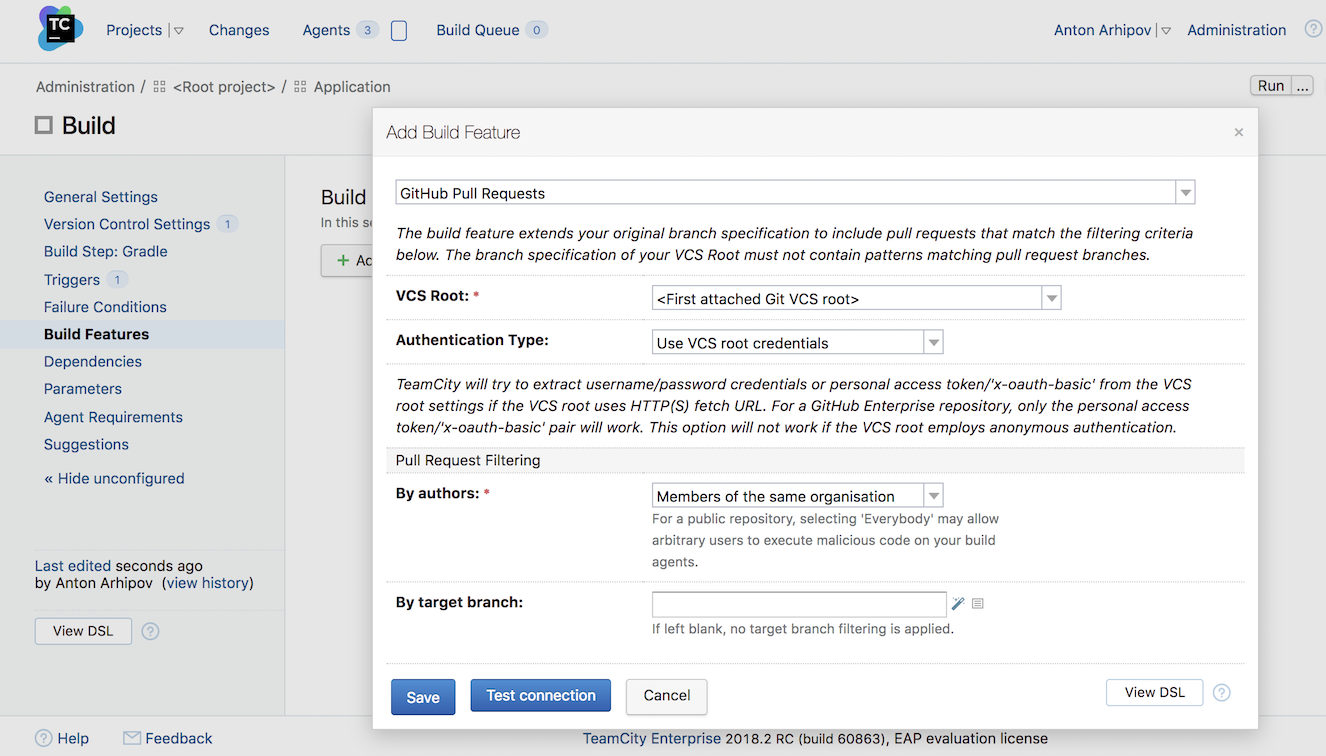 TC
Projects
Changes
Agents 3
Build Queue 0
Anton Arhipov
Administration
?
Administration / <Root project> / Application
Run ...
Build
General Settings
Version Control Settings 1
Build Step: Gradle
Triggers 1
Failure Conditions
Build Features
Dependencies
Parameters
Agent Requirements
Suggestions
« Hide unconfigured
Last edited seconds ago
by Anton Arhipov (view history)
View DSL ?
Build
In this
+
Add Build Feature ×
GitHub Pull Requests
The build feature extends your original branch specification to include pull requests that match the filtering criteria
below. The branch specification of your VCS Root must not contain patterns matching pull request branches.
VCS Root: * <First attached Git VCS root>
Authentication Type: Use VCS root credentials
TeamCity will try to extract username/password credentials or personal access token/'x-oauth-basic' from the VCS
root settings if the VCS root uses HTTP(S) fetch URL. For a GitHub Enterprise repository, only the personal access
token/'x-oauth-basic' pair will work. This option will not work if the VCS root employs anonymous authentication.
Pull Request Filtering
By authors: * Members of the same organisation
For a public repository, selecting 'Everybody' may allow
arbitrary users to execute malicious code on your build
agents.
By target branch:
If left blank, no target branch filtering is applied.
Save
Test connection
Cancel
View DSL ?
? Help
Feedback
TeamCity Enterprise 2018.2 RC (build 60863), EAP evaluation license